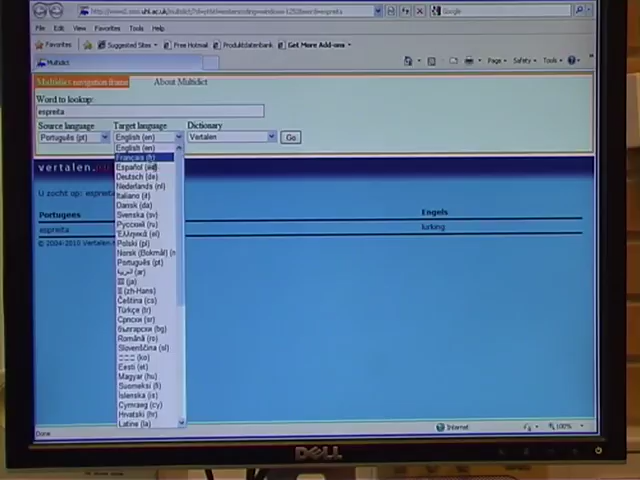 File Edit View Favorites Tools Help
Favorites Suggested Sites Free Hotmail Produktdatenbank Get More Add-ons
Multidict Page Safety Tools
Multidict navigation frame About Multidict
Word to lookup:
espreita
Source language Target language Dictionary
Português (pt) English (en) Vertalen Go
English (en)
Français (fr)
Español (es)
Deutsch (de)
Nederlands (nl)
Italiano (it)
Dansk (da)
Svenska (sv)
Русский (ru)
Ελληνικά (el)
Polski (pl)
Norsk (Bokmål) (n
Português (pt)
العربية (ar)
(ja)
(zh-Hans)
Čeština (cs)
Türkçe (tr)
Српски (sr)
български (bg)
Română (ro)
Slovenščina (sl)
(ko)
Eesti (et)
Magyar (hu)
Suomeksi (fi)
Íslenska (is)
Cymraeg (cy)
Hrvatski (hr)
Latine (la)
vertalen.
U zocht op: espreita
Portugees Engels
espreita lurking
© 2004-2010 Vertalen
Done Internet 100%
DELL